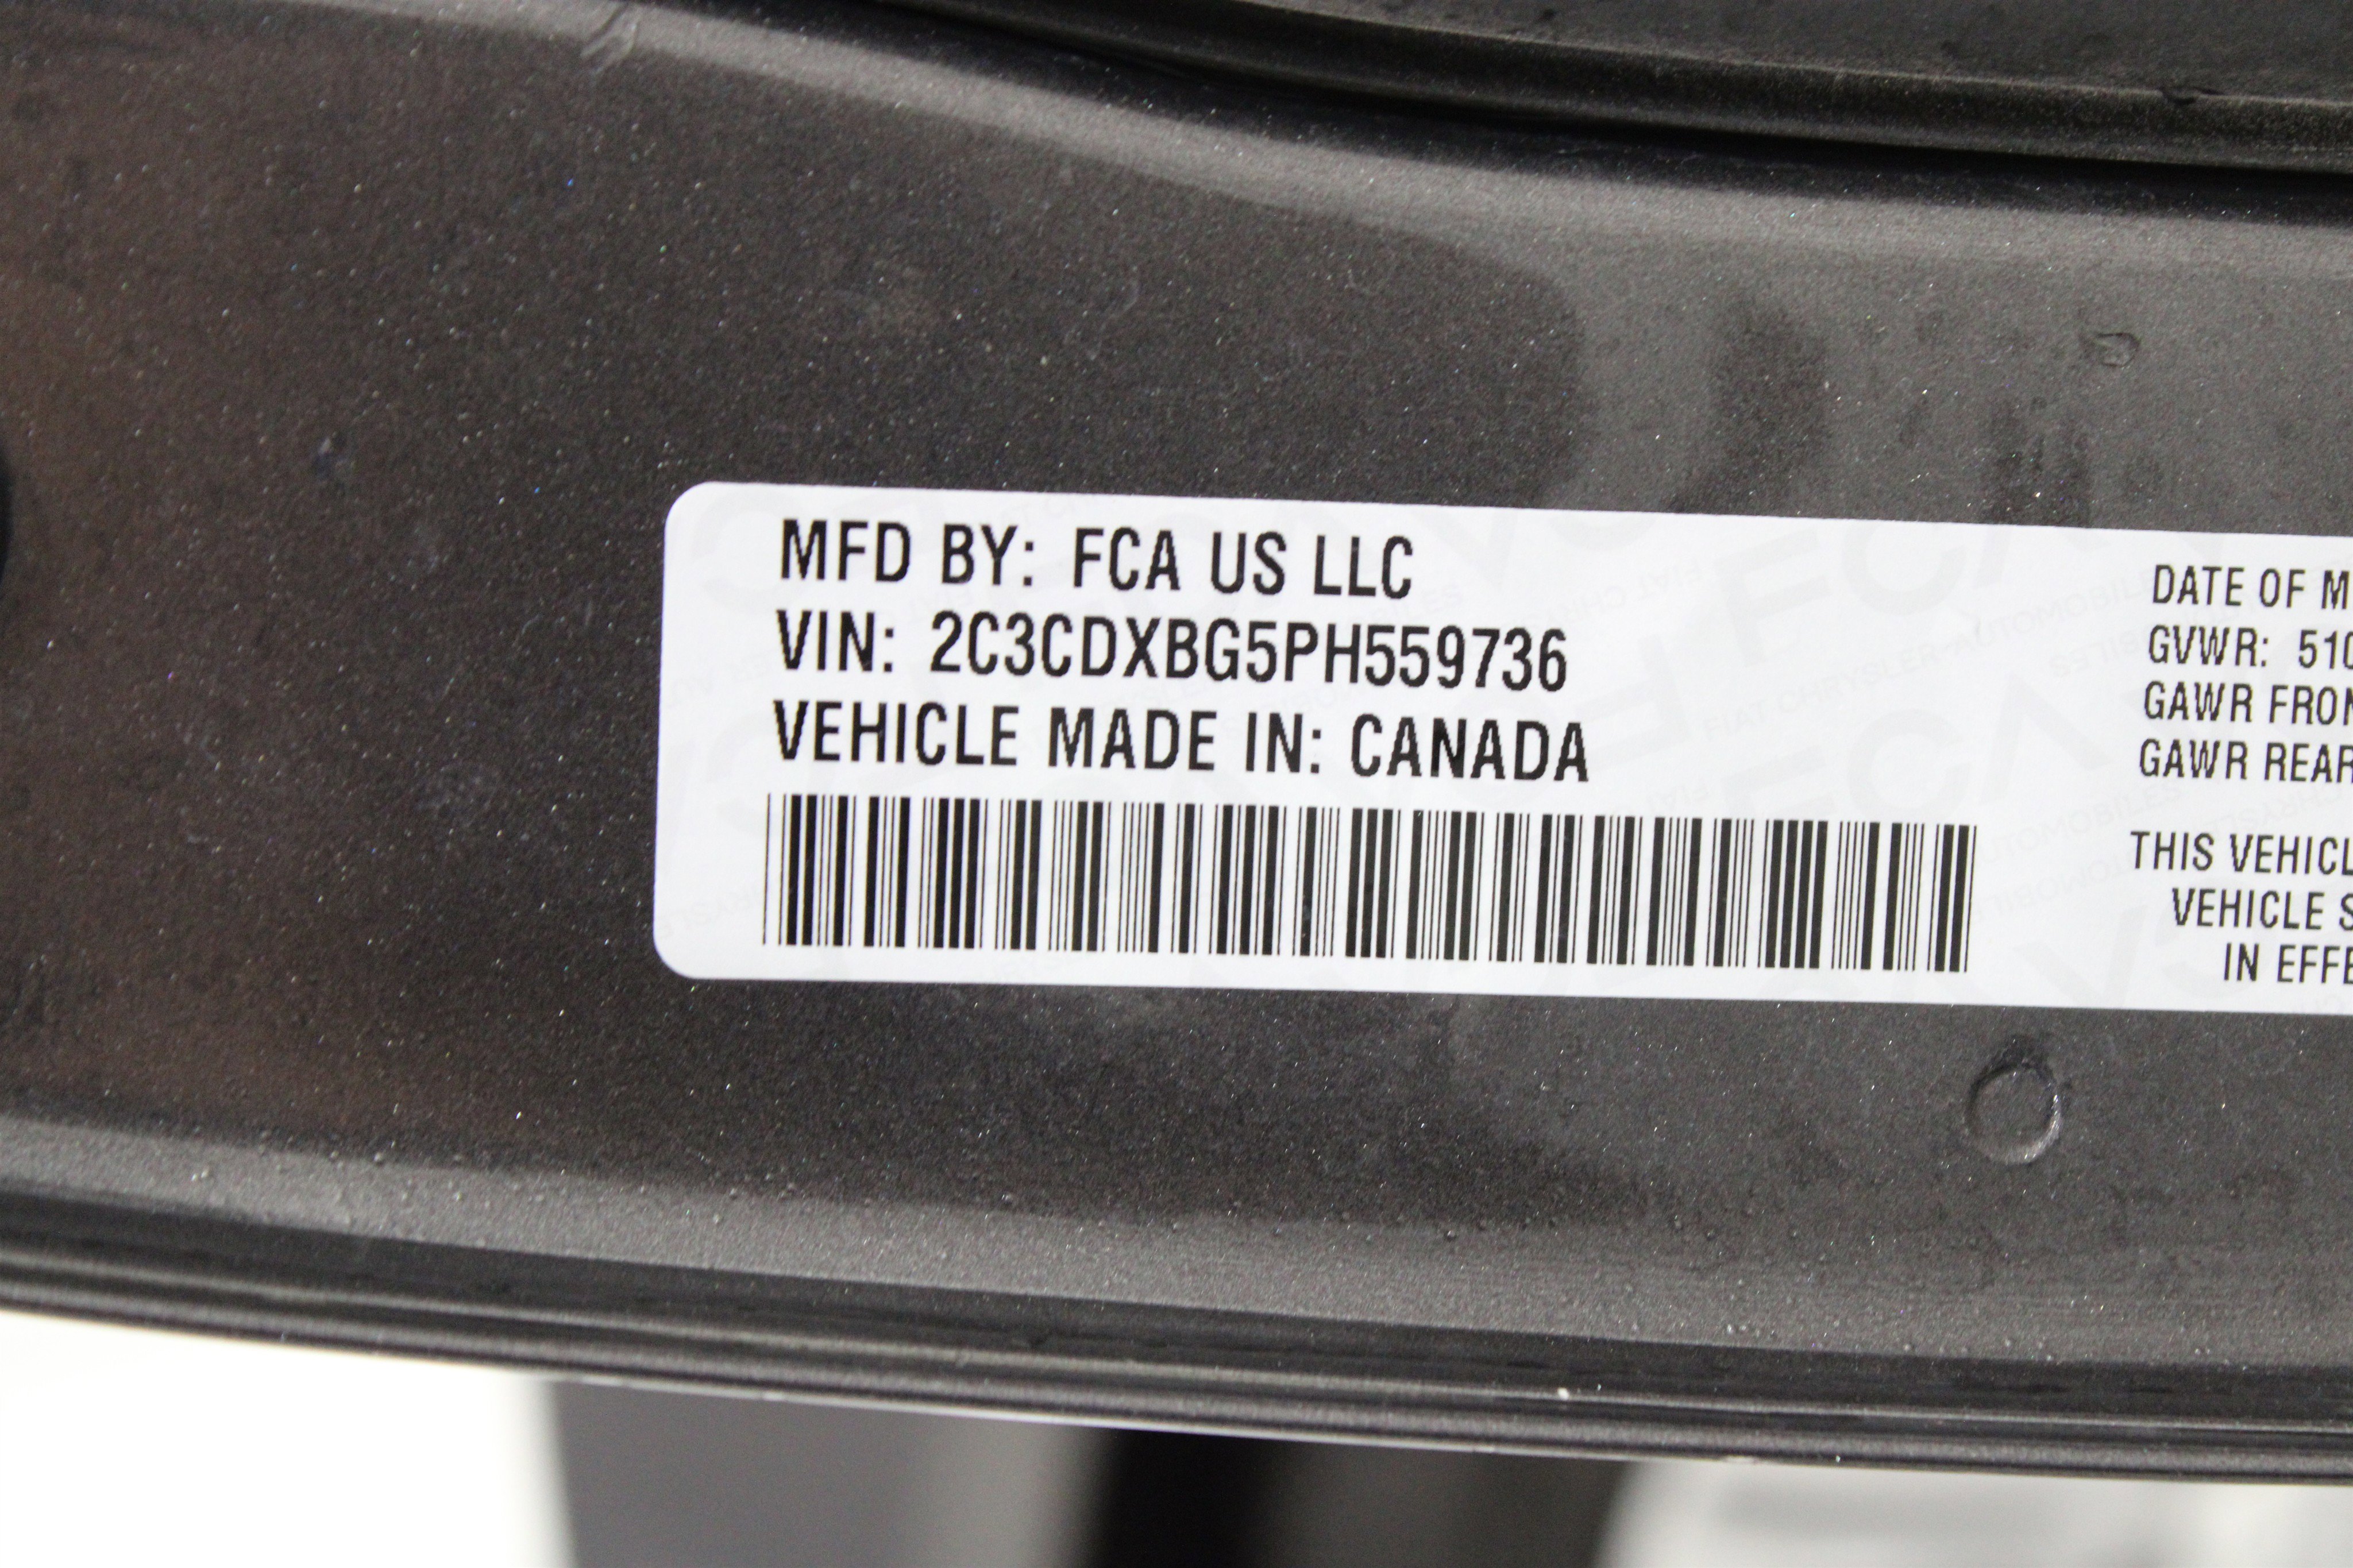 MFD BY: FCA US LLC
VIN: 2C3CDXBG5PH559736
VEHICLE MADE IN: CANADA
DATE OF M
GVWR: 510
GAWR FRON
GAWR REAR
THIS VEHICL
VEHICLE S
IN EFFE